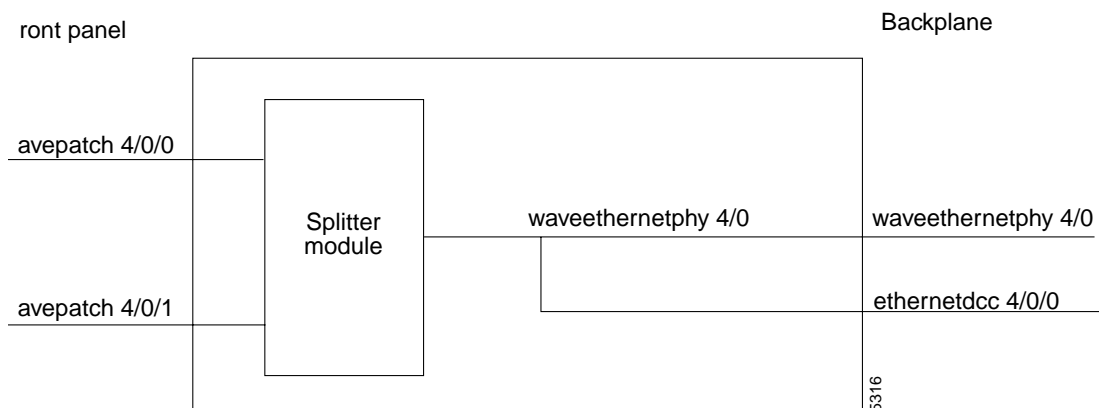 ront panel
Backplane
avepatch 4/0/0
Splitter
module
waveethernetphy 4/0
waveethernetphy 4/0
avepatch 4/0/1
ethernetdcc 4/0/0
5316